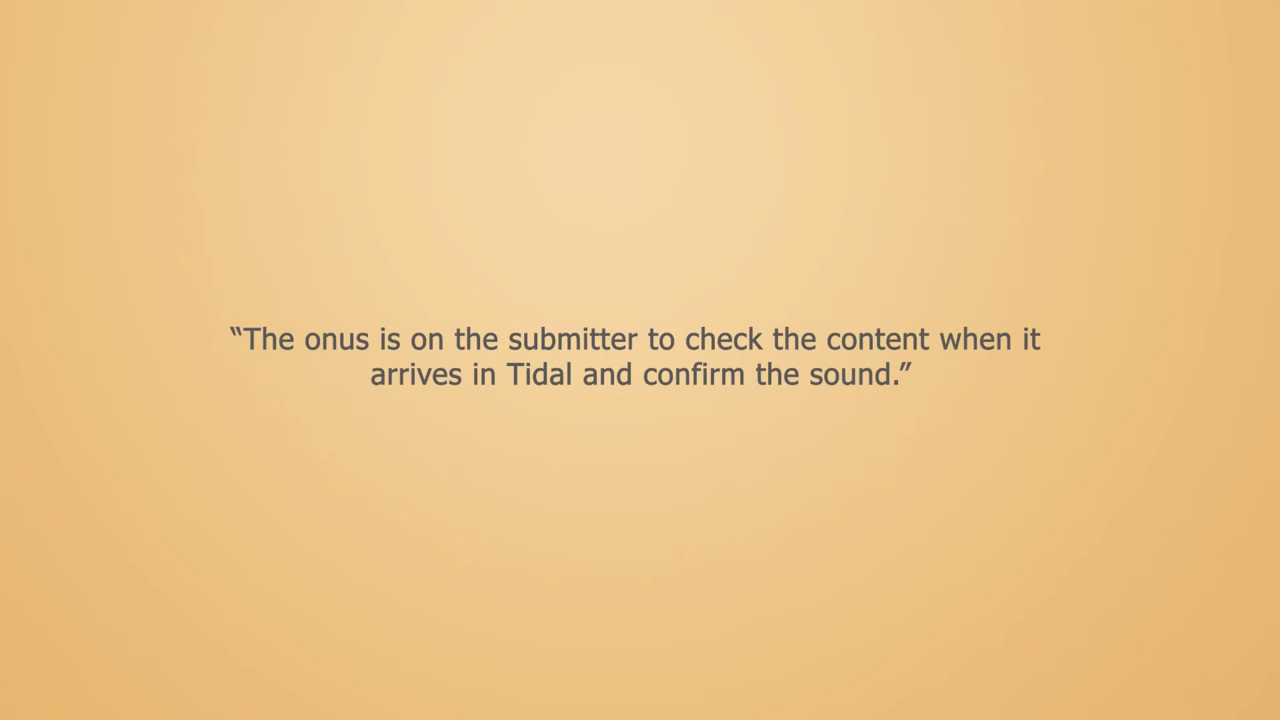 “The onus is on the submitter to check the content when it
arrives in Tidal and confirm the sound.”